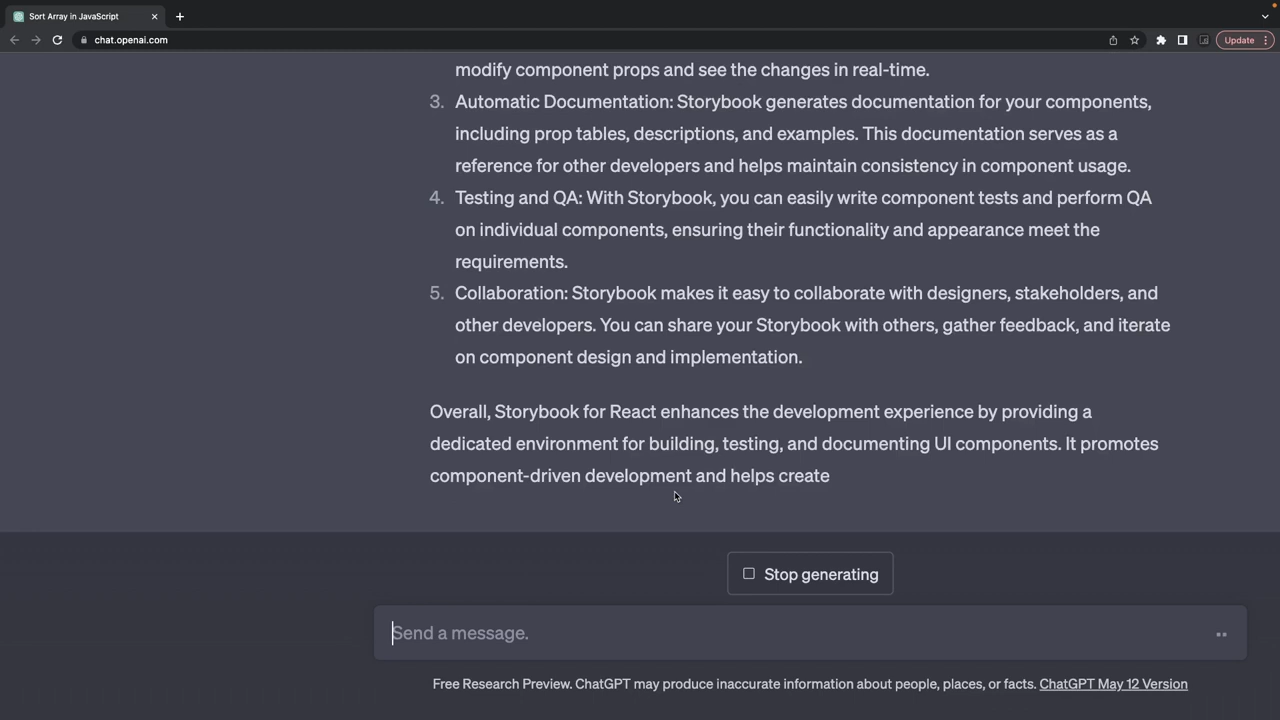 Sort Array in JavaScript
chat.openai.com
Update
modify component props and see the changes in real-time.
3. Automatic Documentation: Storybook generates documentation for your components,
including prop tables, descriptions, and examples. This documentation serves as a
reference for other developers and helps maintain consistency in component usage.
4. Testing and QA: With Storybook, you can easily write component tests and perform QA
on individual components, ensuring their functionality and appearance meet the
requirements.
5. Collaboration: Storybook makes it easy to collaborate with designers, stakeholders, and
other developers. You can share your Storybook with others, gather feedback, and iterate
on component design and implementation.
Overall, Storybook for React enhances the development experience by providing a
dedicated environment for building, testing, and documenting UI components. It promotes
component-driven development and helps create
Stop generating
Send a message.
Free Research Preview. ChatGPT may produce inaccurate information about people, places, or facts. ChatGPT May 12 Version